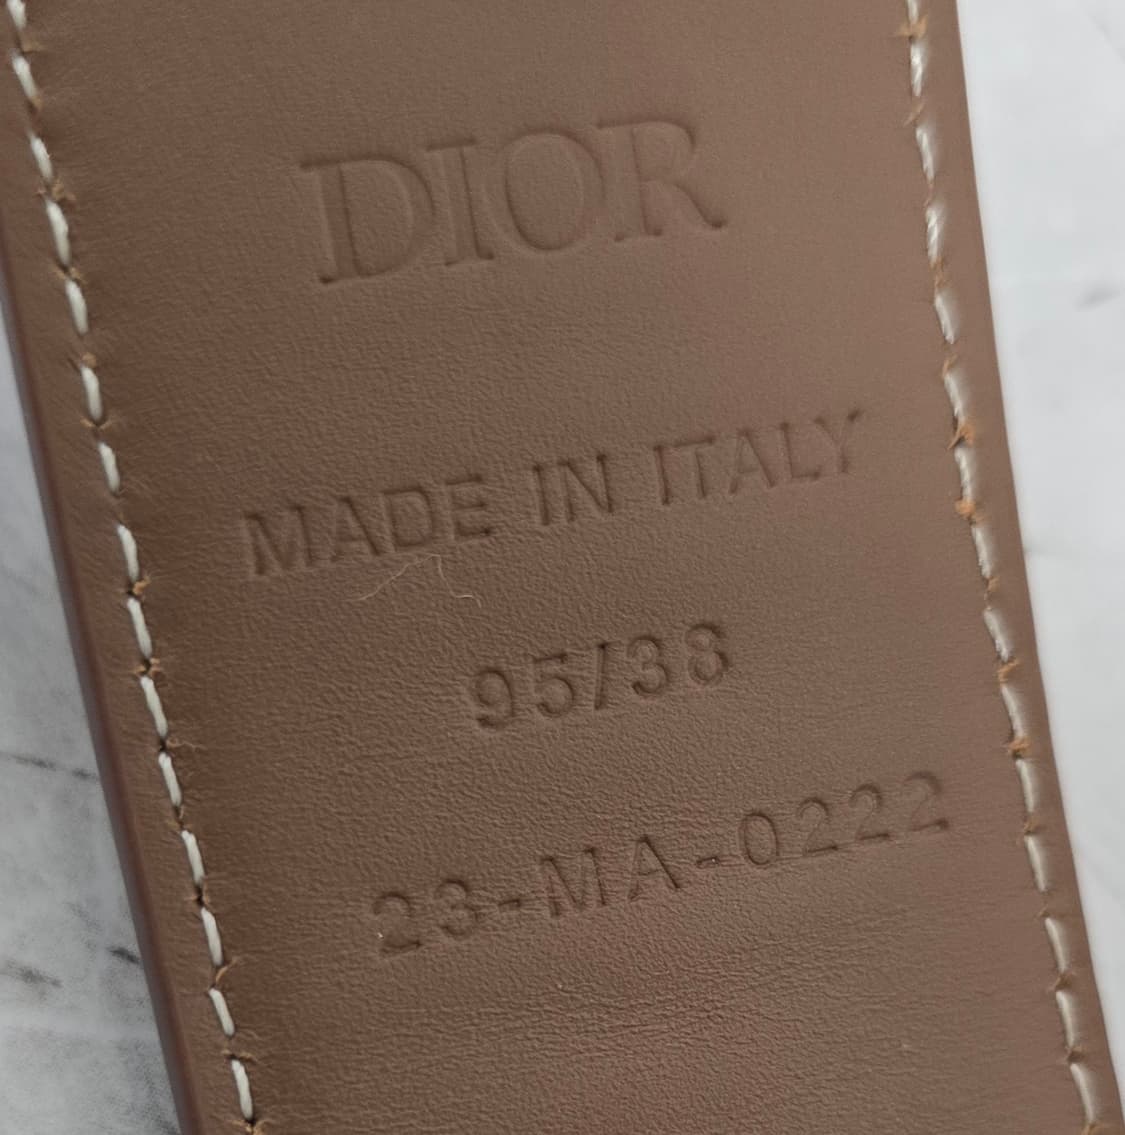 DIOR
MADE IN ITALY
95/38
23-MA-0222